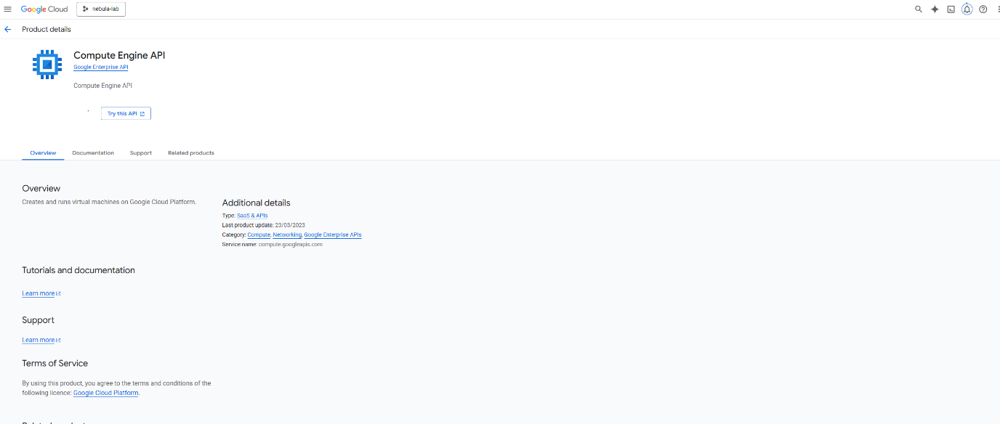 Google Cloud
nebula-lab
Product details
Compute Engine API
Google Enterprise API
Compute Engine API
Try this API
Overview Documentation Support Related products
Overview
Creates and runs virtual machines on Google Cloud Platform.
Additional details
Type: SaaS & APIs
Last product update: 23/03/2023
Category: Compute, Networking, Google Enterprise APIs
Service name: compute.googleapis.com
Tutorials and documentation
Learn more
Support
Learn more
Terms of Service
By using this product, you agree to the terms and conditions of the
following licence: Google Cloud Platform.